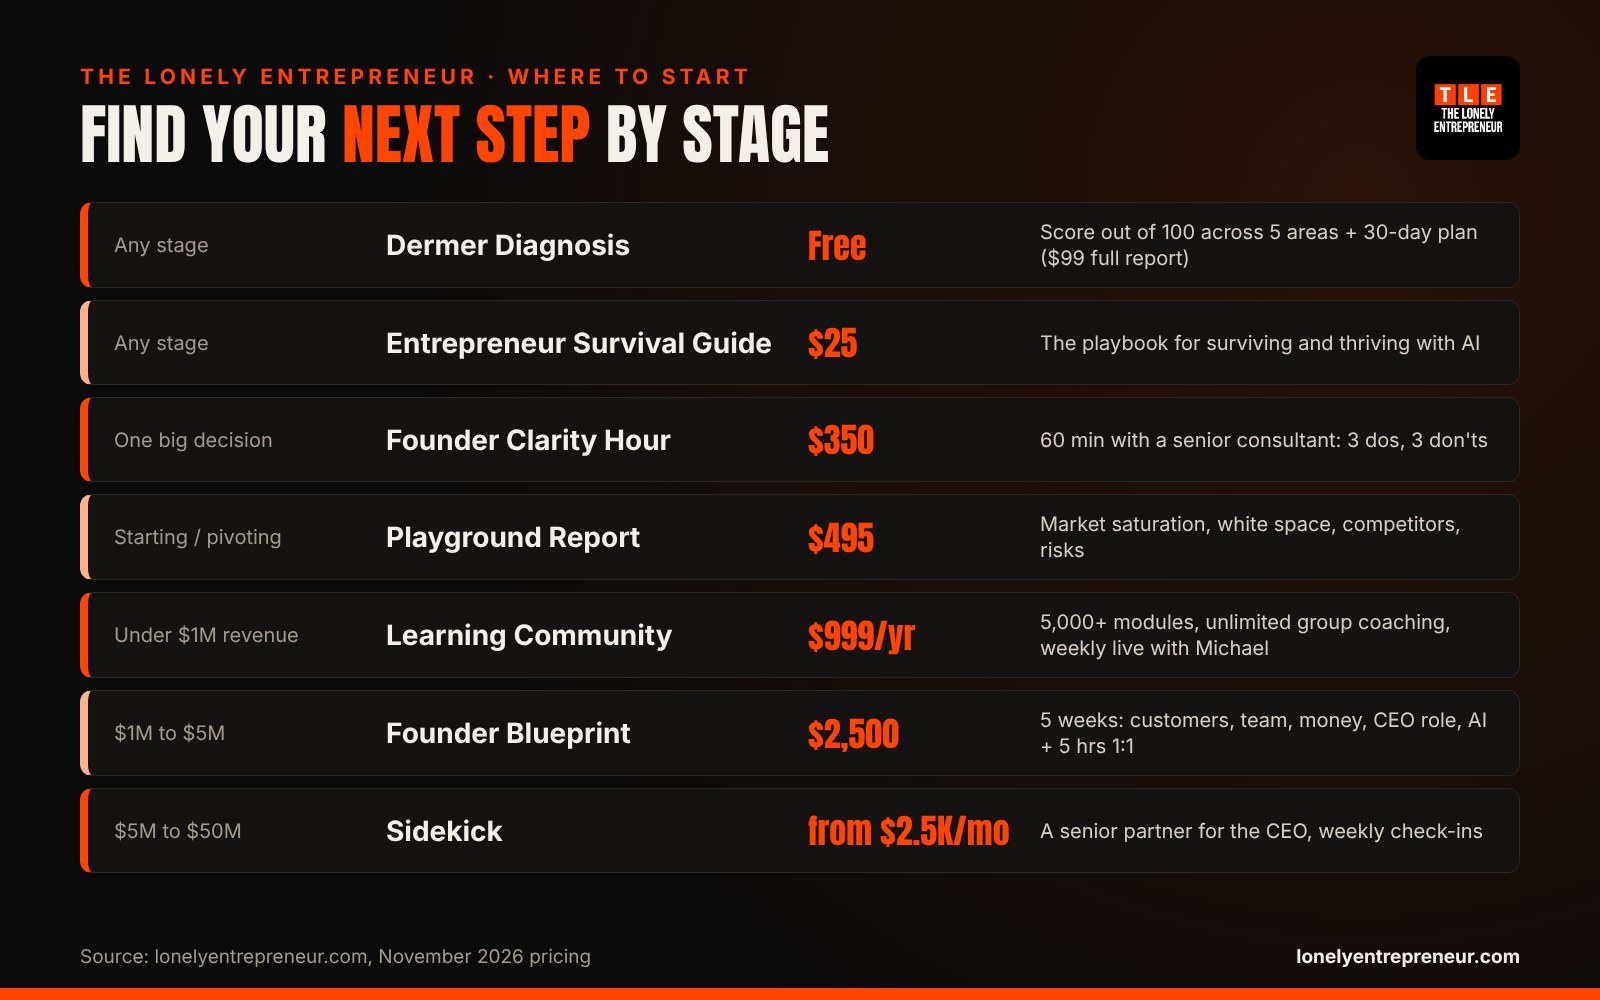 THE LONELY ENTREPRENEUR · WHERE TO START
FIND YOUR NEXT STEP BY STAGE
TLE
THE LONELY
ENTREPRENEUR
Any stage
Dermer Diagnosis
Free
Score out of 100 across 5 areas + 30-day plan
($99 full report)
Any stage
Entrepreneur Survival Guide
$25
The playbook for surviving and thriving with AI
One big decision
Founder Clarity Hour
$350
60 min with a senior consultant: 3 dos, 3 don'ts
Starting / pivoting
Playground Report
$495
Market saturation, white space, competitors,
risks
Under $1M revenue
Learning Community
$999/yr
5,000+ modules, unlimited group coaching,
weekly live with Michael
$1M to $5M
Founder Blueprint
$2,500
5 weeks: customers, team, money, CEO role, AI
+ 5 hrs 1:1
$5M to $50M
Sidekick
from $2.5K/mo
A senior partner for the CEO, weekly check-ins
Source: lonelyentrepreneur.com, November 2026 pricing
lonelyentrepreneur.com